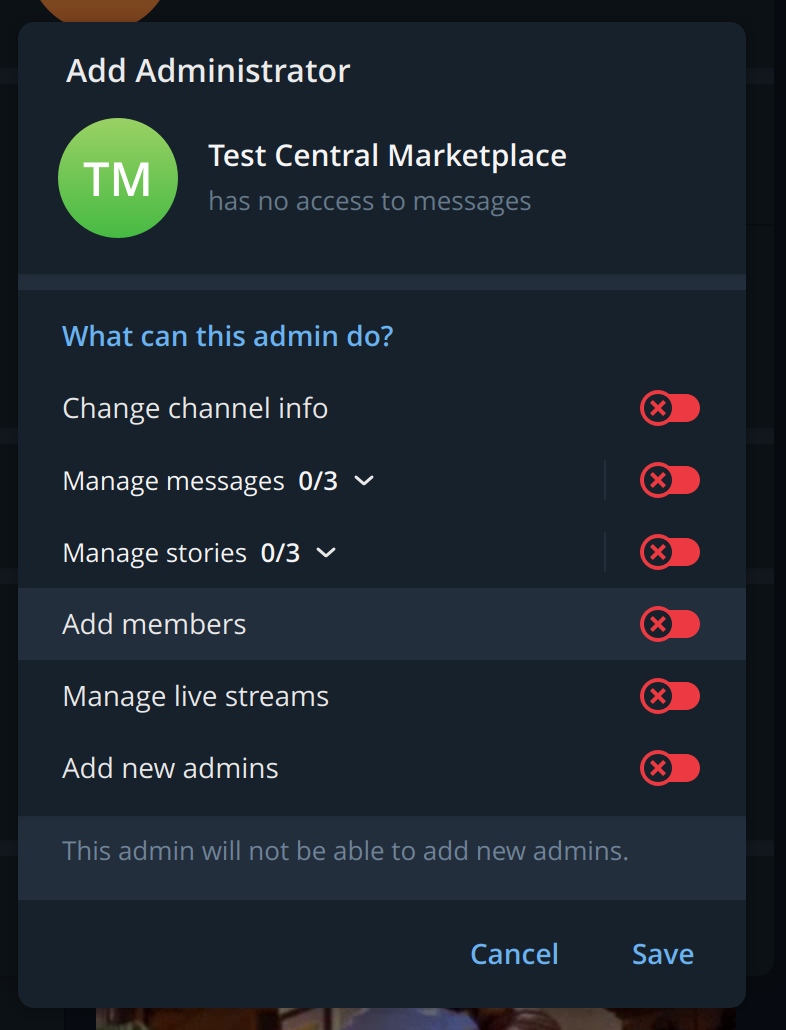 Add Administrator
TM
Test Central Marketplace
has no access to messages
What can this admin do?
Change channel info
Manage messages 0/3
Manage stories 0/3
Add members
Manage live streams
Add new admins
This admin will not be able to add new admins.
Cancel Save